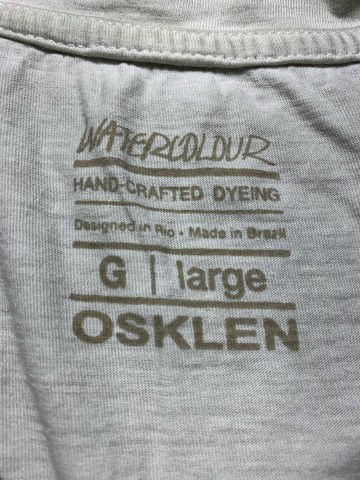 WATERCOLOUR
HAND-CRAFTED DYEING
Designed in Rio • Made in Brazil
G | large
OSKLEN